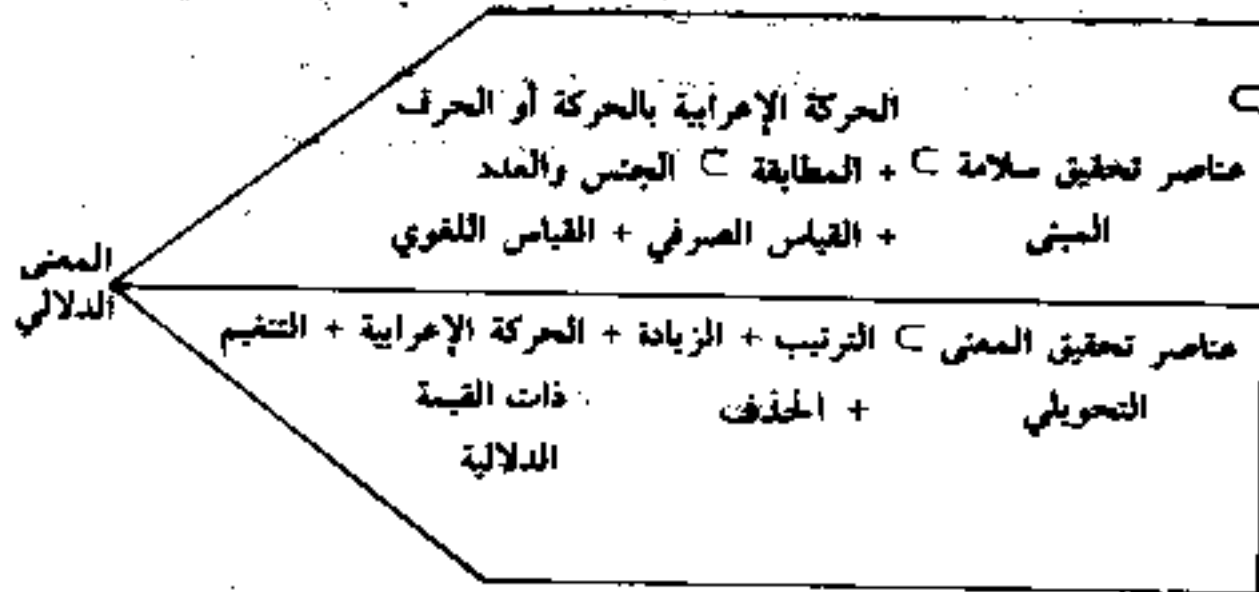 ⊂ الحركة الإعرابية بالحركة أو الحرف
عناصر تحقيق سلامة ⊂ + المطابقة ⊂ الجنس والعدد
المبنى + القياس الصرفي + القياس اللغوي
المعنى
الدلالي
عناصر تحقيق المعنى ⊂ الترتيب + الزيادة + الحركة الإعرابية + التنغيم
التحويلي + الحذف ذات القيمة
الدلالية